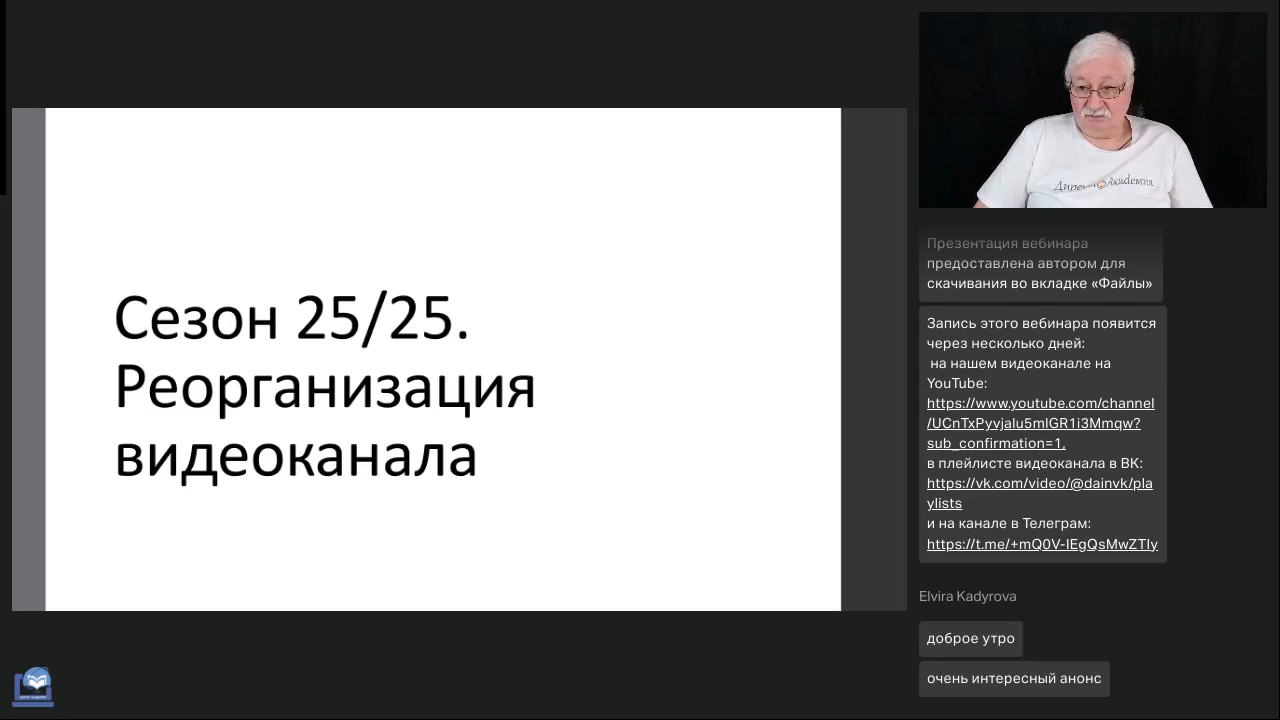 Сезон 25/25.
Реорганизация
видеоканала
Директ Академия
Презентация вебинара
предоставлена автором для
скачивания во вкладке «Файлы»
Запись этого вебинара появится
через несколько дней:
на нашем видеоканале на
YouTube:
https://www.youtube.com/channel
/UCnTxPyvjalu5mlGR1i3Mmqw?
sub_confirmation=1,
в плейлисте видеоканала в ВК:
https://vk.com/video/@dainvk/pla
ylists
и на канале в Телеграм:
https://t.me/+mQ0V-IEgQsMwZTIy
Elvira Kadyrova
доброе утро
очень интересный анонс